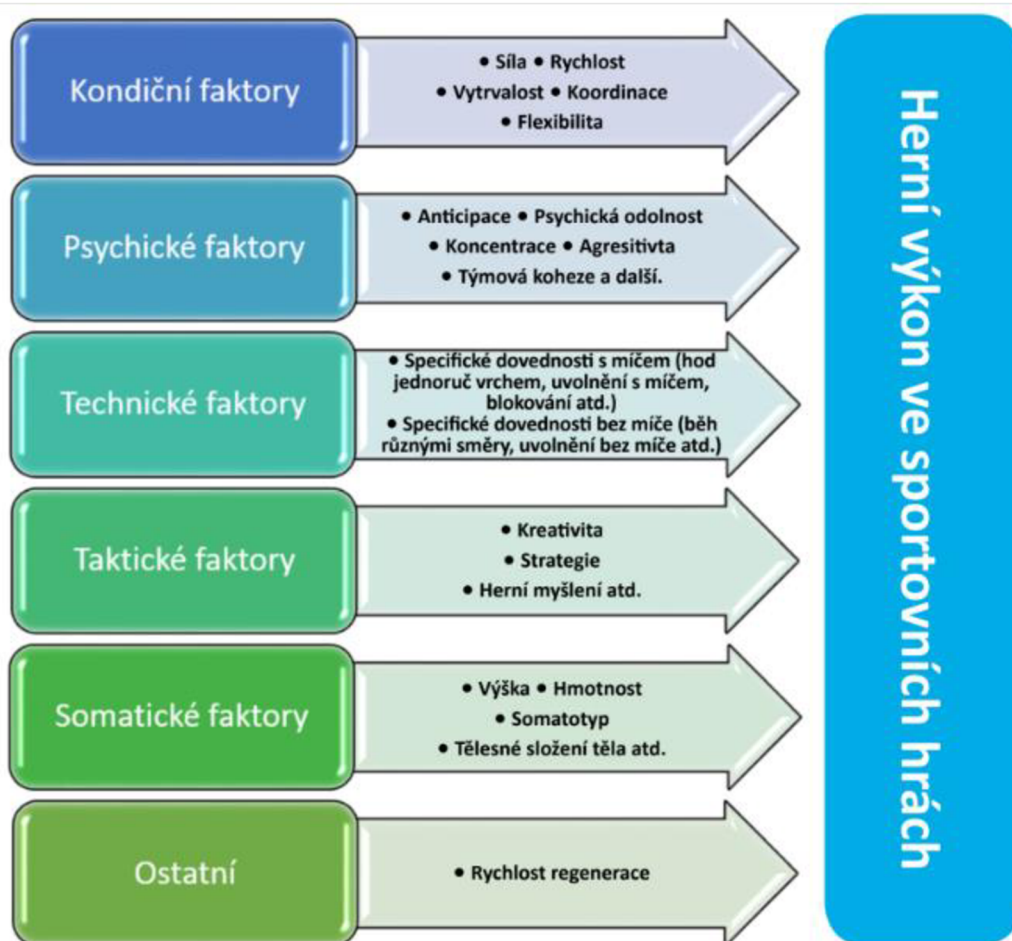 Kondiční faktory
• Síla • Rychlost
• Vytrvalost • Koordinace
• Flexibilita
Psychické faktory
• Anticipace • Psychická odolnost
• Koncentrace • Agresitivta
• Týmová koheze a další.
Technické faktory
• Specifické dovednosti s míčem (hod
jednoruč vrchem, uvolnění s míčem,
blokování atd.)
• Specifické dovednosti bez míče (běh
různými směry, uvolnění bez míče atd.)
Taktické faktory
• Kreativita
• Strategie
• Herní myšlení atd.
Somatické faktory
• Výška • Hmotnost
• Somatotyp
• Tělesné složení těla atd.
Ostatní
• Rychlost regenerace
Herní výkon ve sportovních hrách